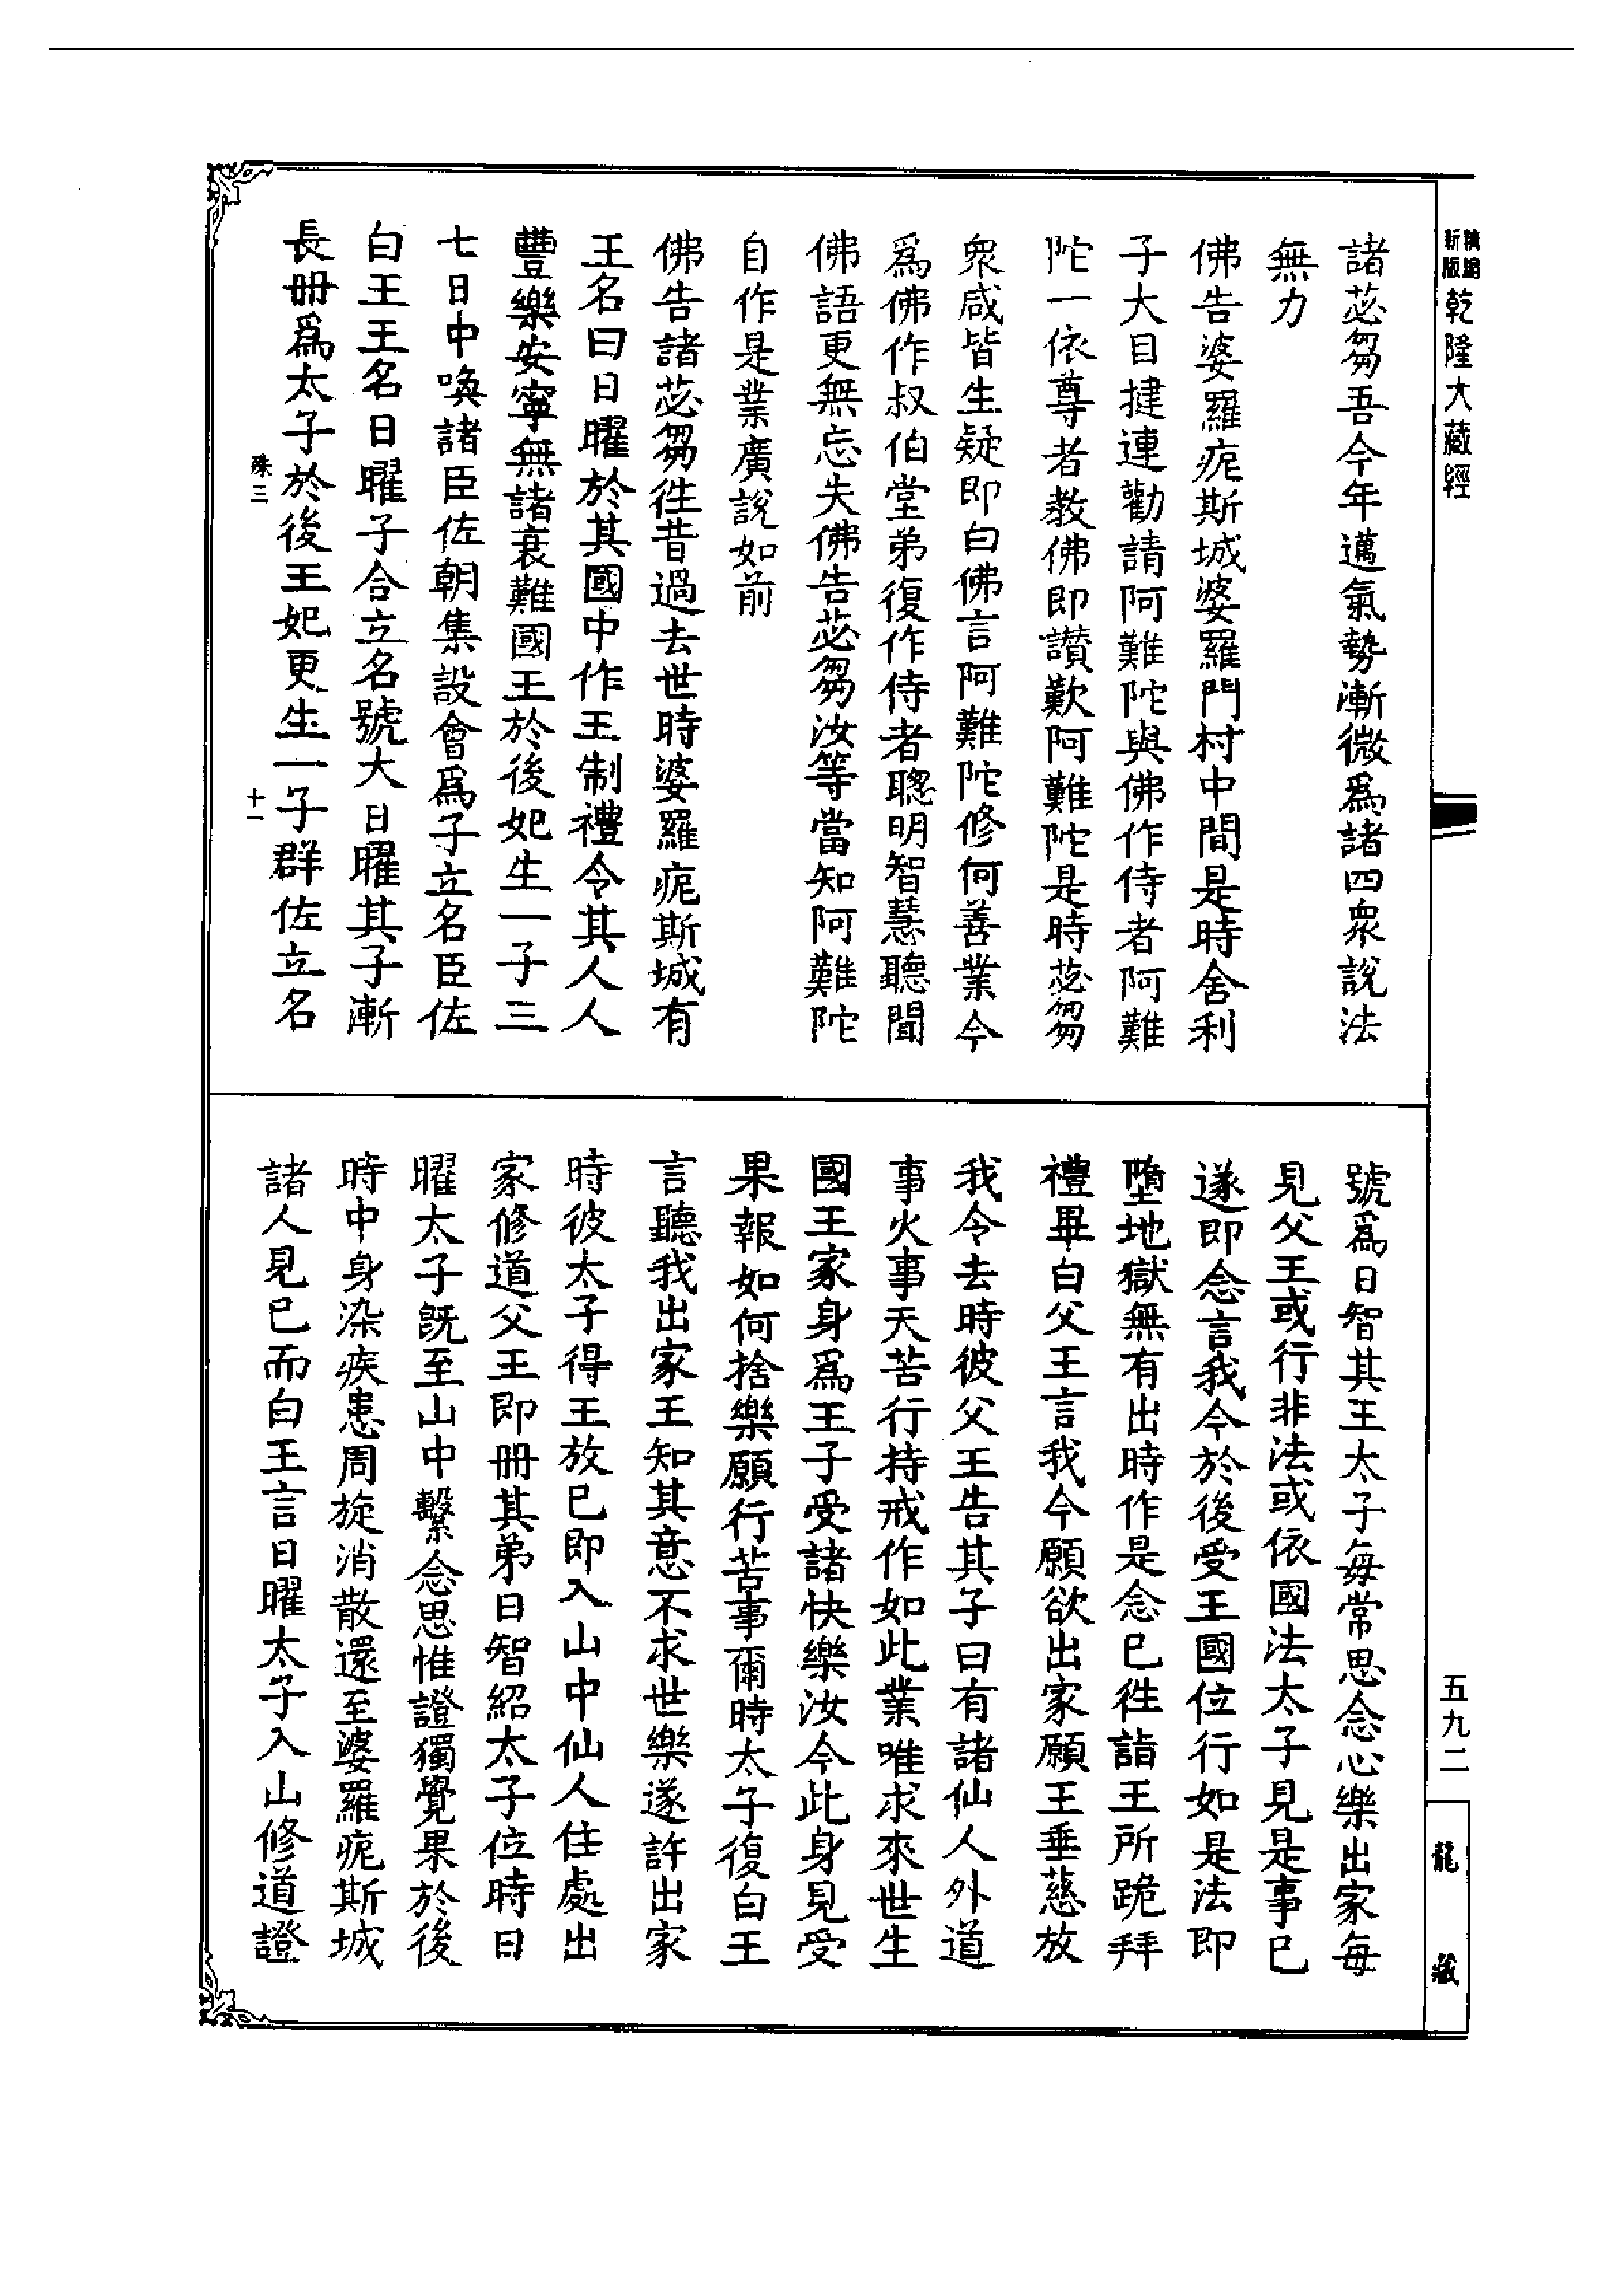 新版
精縮
乾隆大藏經
諸苾芻吾今年邁氣勢漸微爲諸四衆說法
無力
佛告婆羅痆斯城婆羅門村中間是時舍利
子大目揵連勸請阿難陀與佛作侍者阿難
陀一依尊者教佛即讃歎阿難陀是時苾芻
衆咸皆生疑即白佛言阿難陀修何善業今
爲佛作叔伯堂弟復作侍者聰明智慧聽聞
佛語更無忘失佛告苾芻汝等當知阿難陀
自作是業廣說如前
佛告諸苾芻徃昔過去世時婆羅痆斯城有
王名曰日曜於其國中作王制禮令其人人
豐樂安寧無諸衰難國王於後妃生一子三
七日中喚諸臣佐朝集設會爲子立名臣佐
白王王名日曜子合立名號大日曜其子漸
長册爲太子於後王妃更生一子群佐立名
殊三
十一
號爲日智其王太子每常思念心樂出家每
見父王或行非法或依國法太子見是事已
遂即念言我今於後受王國位行如是法即
墮地獄無有出時作是念已徃詣王所跪拜
禮畢白父王言我今願欲出家願王垂慈放
我令去時彼父王告其子曰有諸仙人外道
事火事天苦行持戒作如此業唯求來世生
國王家身爲王子受諸快樂汝今此身見受
果報如何捨樂願行苦事爾時太子復白王
言聽我出家王知其意不求世樂遂許出家
時彼太子得王放已即入山中仙人住處出
家修道父王即册其弟日智紹太子位時日
曜太子旣至山中繫念思惟證獨覺果於後
時中身染疾患周旋消散還至婆羅痆斯城
諸人見已而白王言日曜太子入山修道證
五九二
龍藏